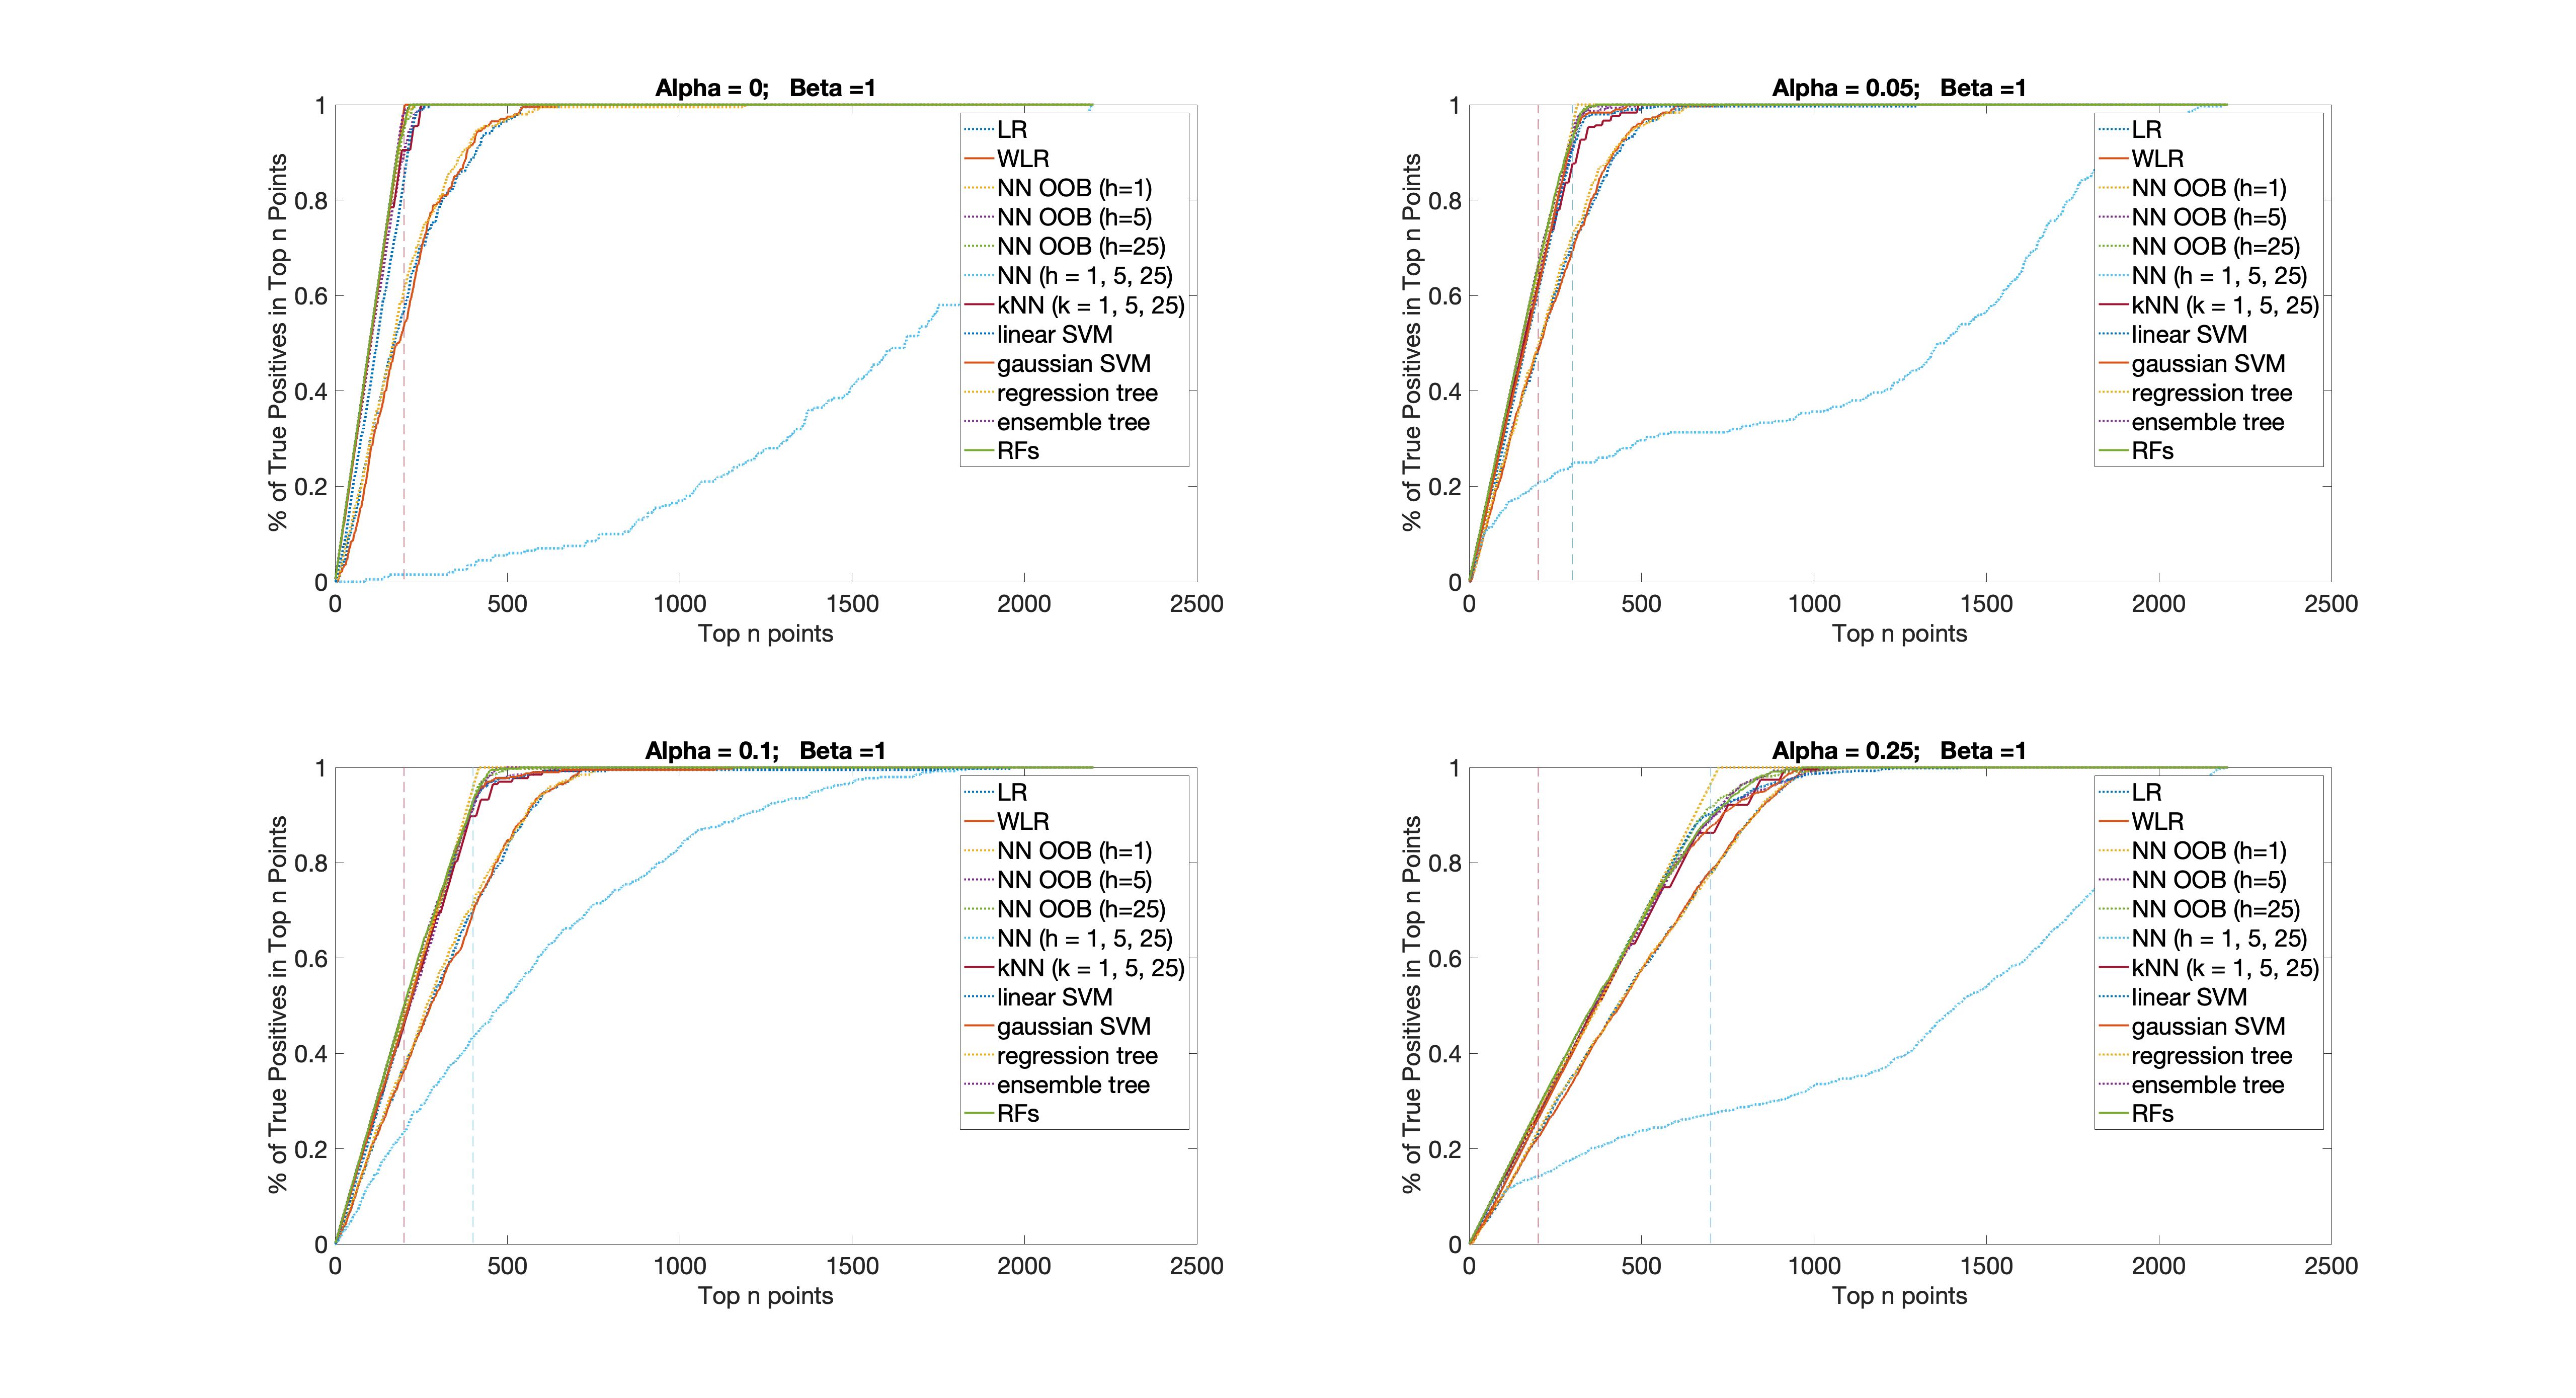 Alpha = 0;   Beta =1
% of True Positives in Top n Points
1
0.8
0.6
0.4
0.2
0
0 500 1000 1500 2000 2500
Top n points
LR
WLR
NN OOB (h=1)
NN OOB (h=5)
NN OOB (h=25)
NN (h = 1, 5, 25)
kNN (k = 1, 5, 25)
linear SVM
gaussian SVM
regression tree
ensemble tree
RFs
Alpha = 0.05;   Beta =1
% of True Positives in Top n Points
1
0.8
0.6
0.4
0.2
0
0 500 1000 1500 2000 2500
Top n points
LR
WLR
NN OOB (h=1)
NN OOB (h=5)
NN OOB (h=25)
NN (h = 1, 5, 25)
kNN (k = 1, 5, 25)
linear SVM
gaussian SVM
regression tree
ensemble tree
RFs
Alpha = 0.1;   Beta =1
% of True Positives in Top n Points
1
0.8
0.6
0.4
0.2
0
0 500 1000 1500 2000 2500
Top n points
LR
WLR
NN OOB (h=1)
NN OOB (h=5)
NN OOB (h=25)
NN (h = 1, 5, 25)
kNN (k = 1, 5, 25)
linear SVM
gaussian SVM
regression tree
ensemble tree
RFs
Alpha = 0.25;   Beta =1
% of True Positives in Top n Points
1
0.8
0.6
0.4
0.2
0
0 500 1000 1500 2000 2500
Top n points
LR
WLR
NN OOB (h=1)
NN OOB (h=5)
NN OOB (h=25)
NN (h = 1, 5, 25)
kNN (k = 1, 5, 25)
linear SVM
gaussian SVM
regression tree
ensemble tree
RFs